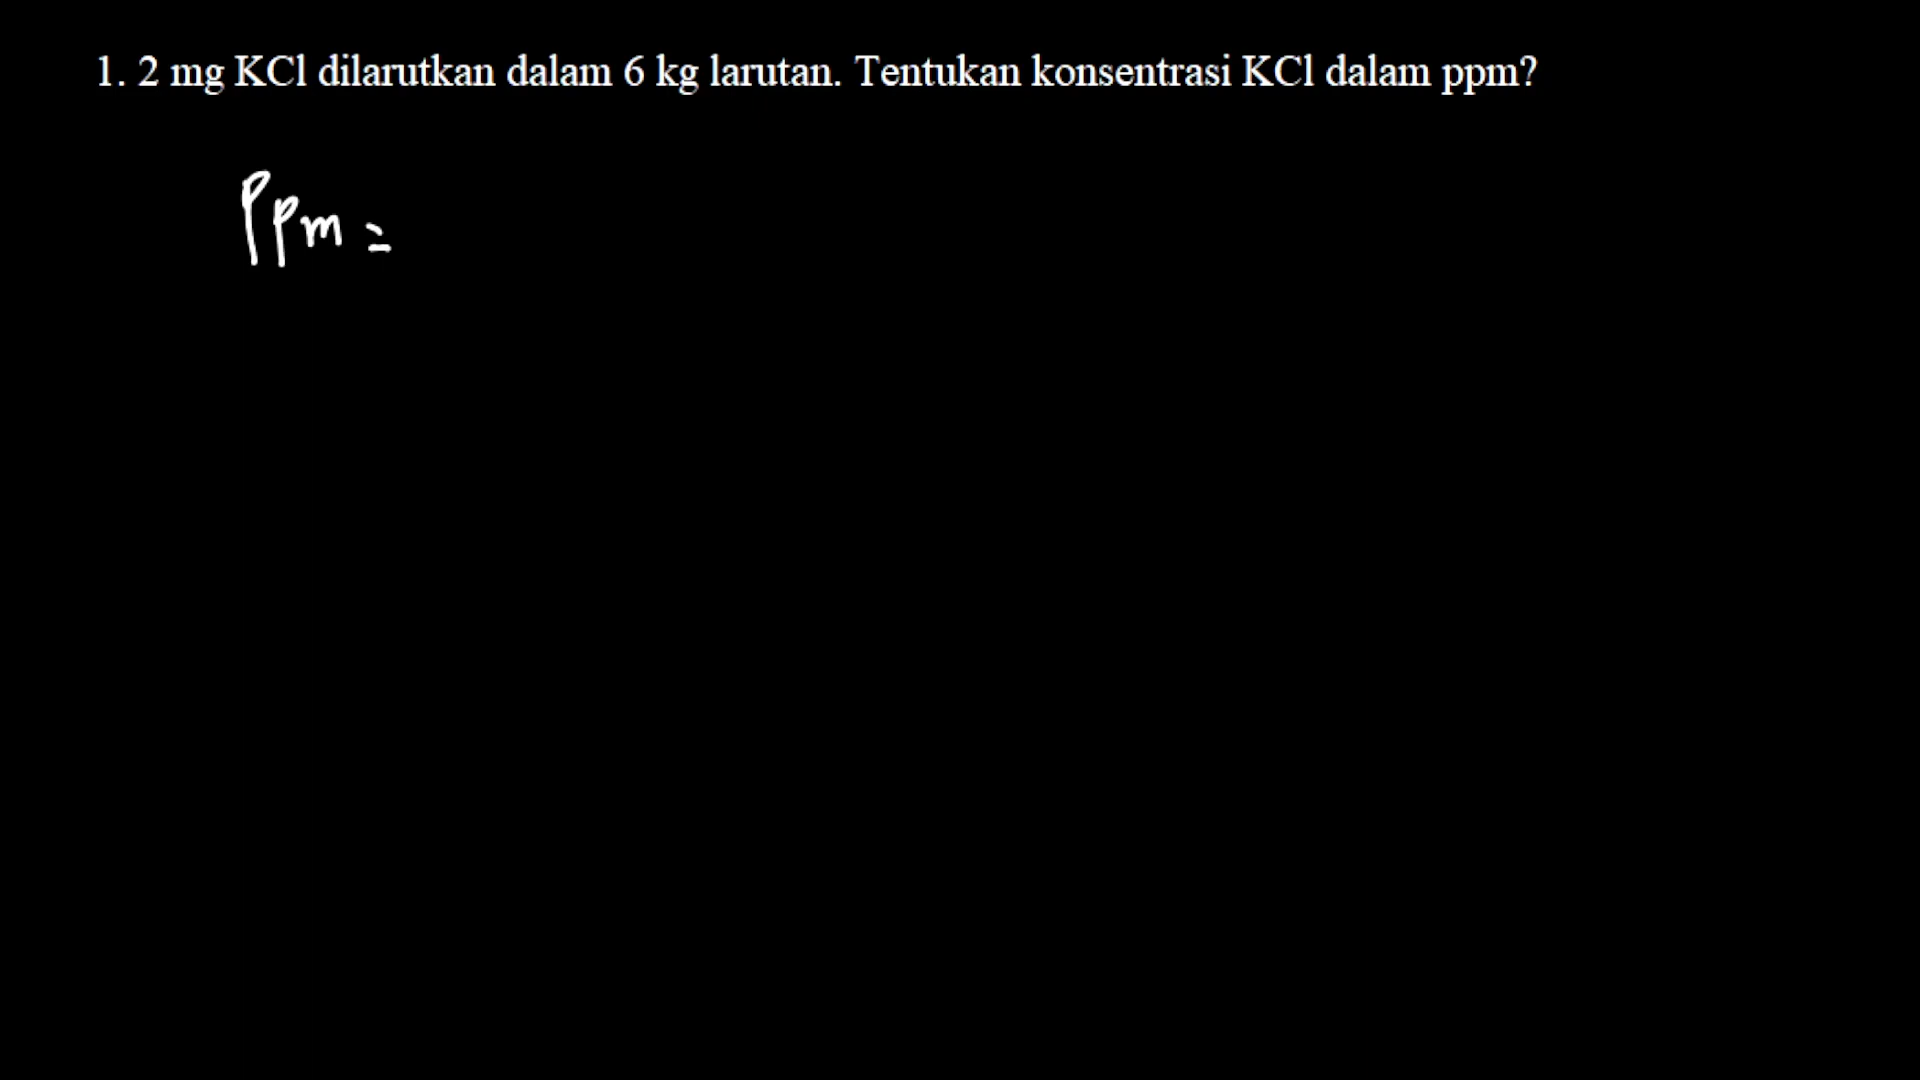 1. 2 mg KCl dilarutkan dalam 6 kg larutan. Tentukan konsentrasi KCl dalam ppm?
Ppm =